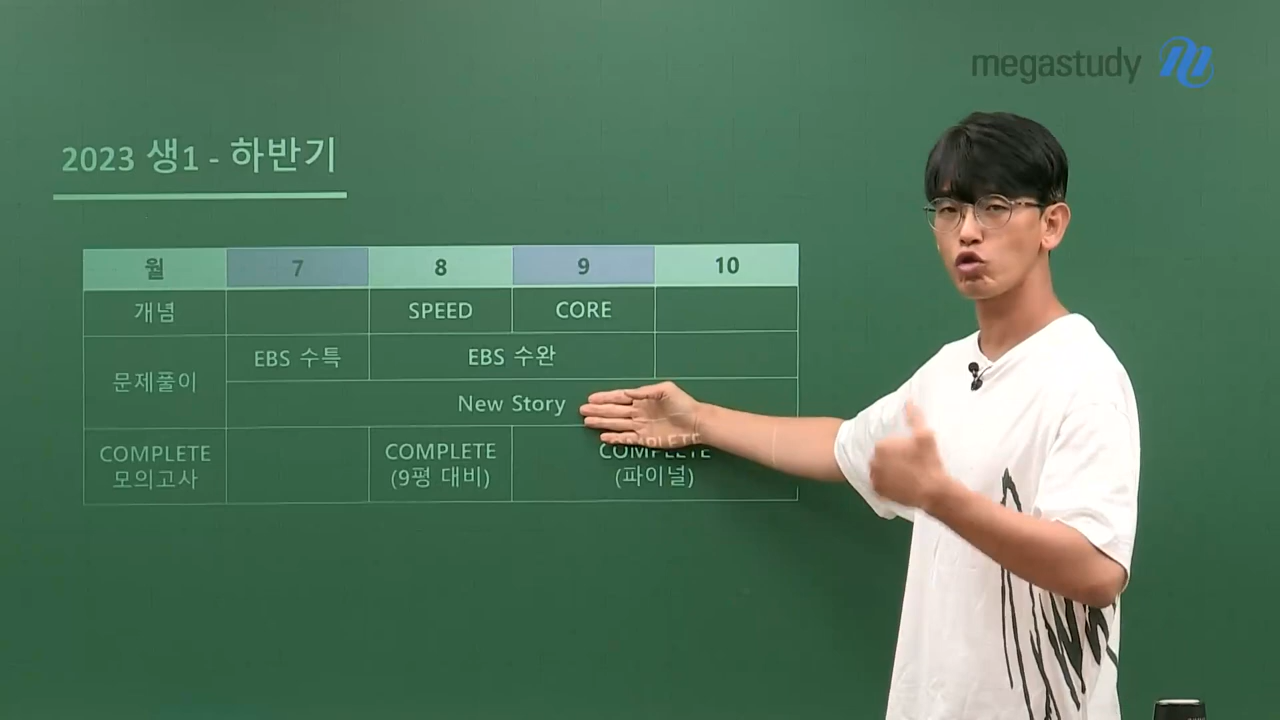 megastudy
2023 생1 - 하반기
월 7 8 9 10
개념 SPEED CORE
문제풀이 EBS 수특 EBS 수완
New Story
COMPLETE COMPLETE COMPLETE
모의고사 (9평 대비) (파이널)